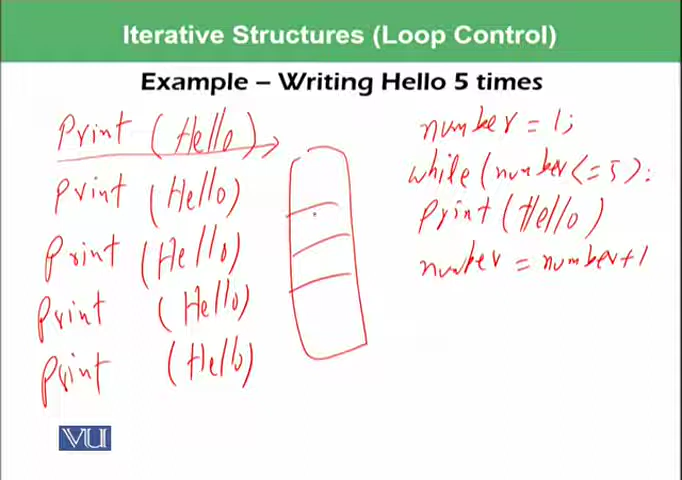 Iterative Structures (Loop Control)
Example – Writing Hello 5 times
Print (Hello)
Print (Hello)
Print (Hello)
Print (Hello)
Print (Hello)
number = 1;
while (number <= 5):
Print (Hello)
number = number+1
VU